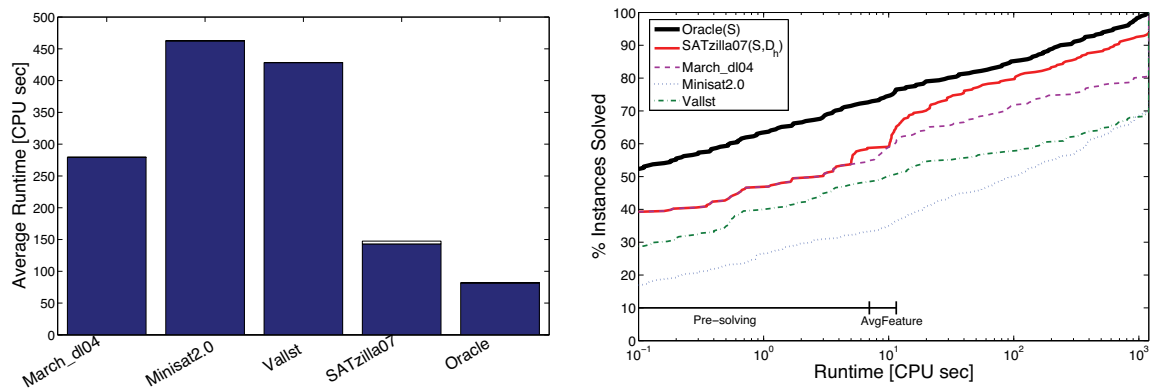 Average Runtime [CPU sec]
500
450
400
350
300
250
200
150
100
50
0
March_dl04
Minisat2.0
Vallst
SATzilla07
Oracle
% Instances Solved
100
90
80
70
60
50
40
30
20
10
0
Oracle(S)
SATzilla07(S,D_h)
March_dl04
Minisat2.0
Vallst
Pre-solving
AvgFeature
10^-1
10^0
10^1
10^2
10^3
Runtime [CPU sec]